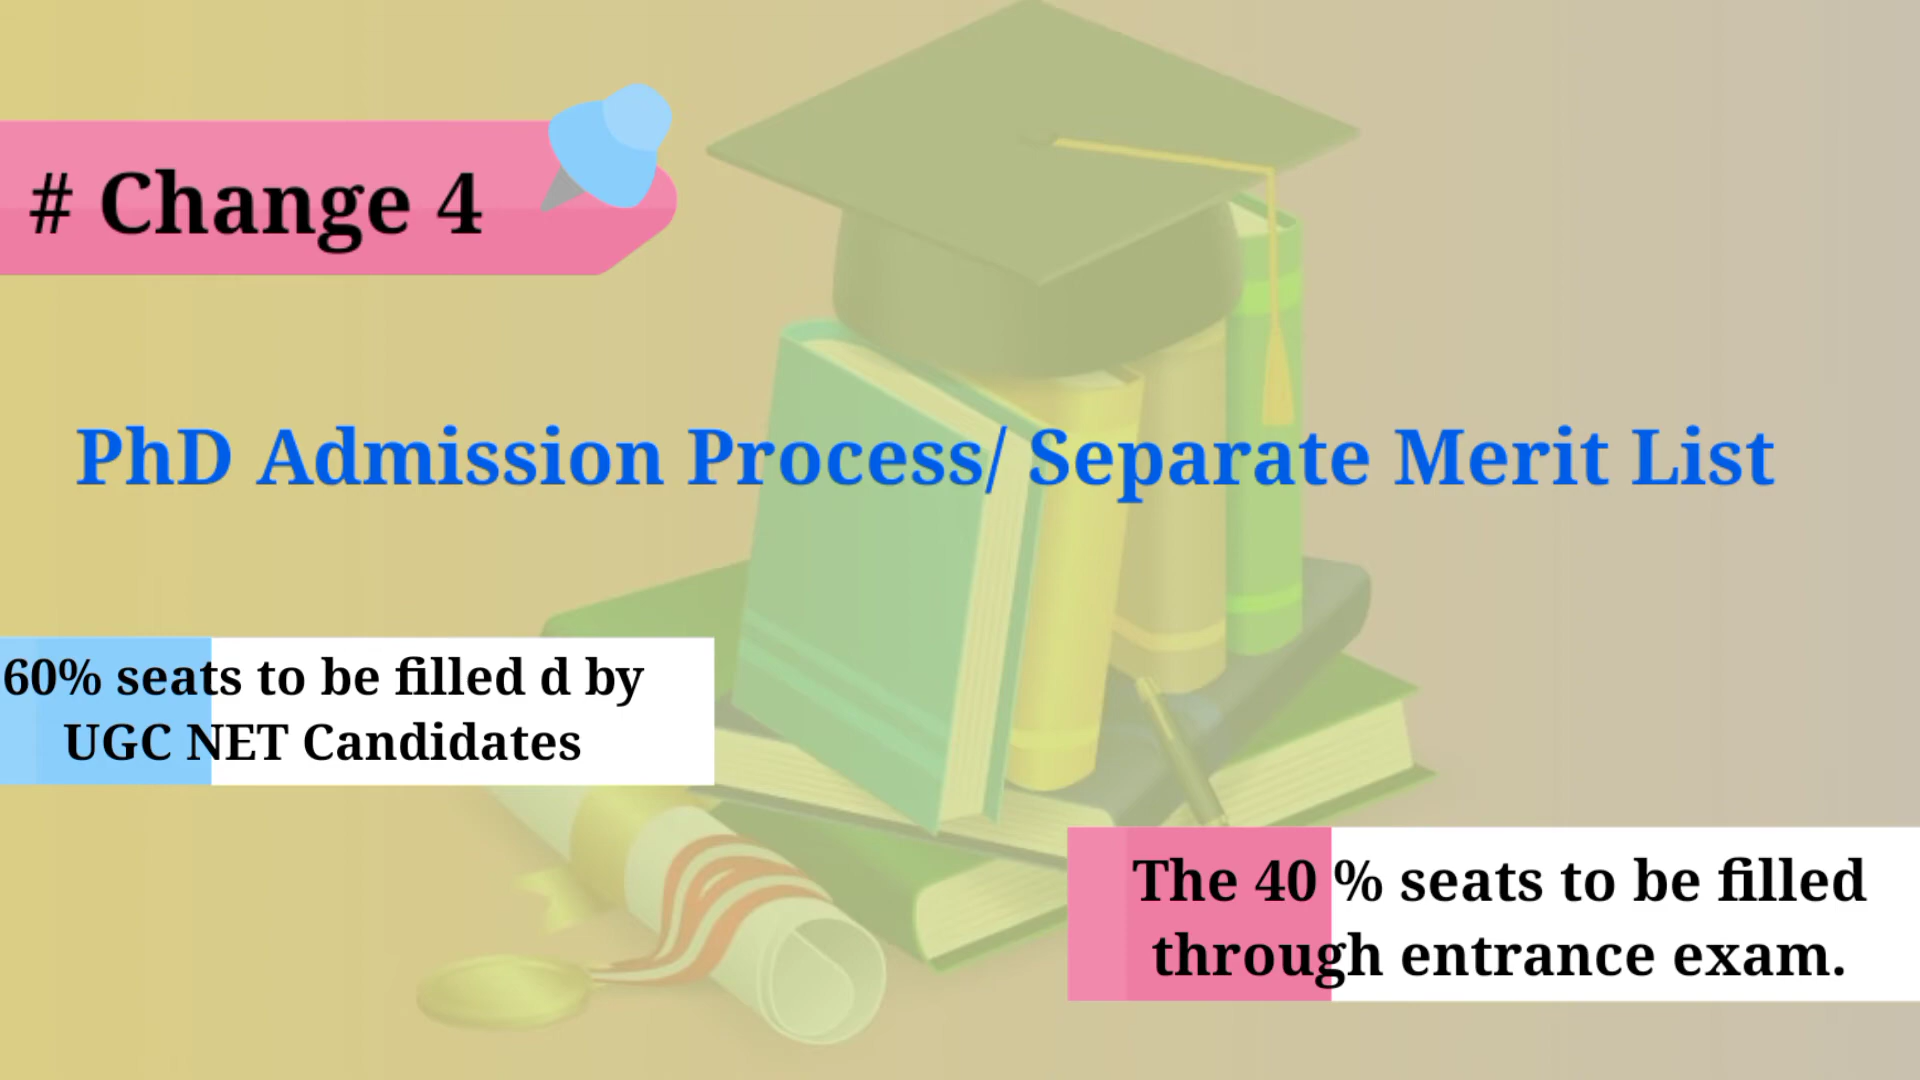 # Change 4
PhD Admission Process/ Separate Merit List
60% seats to be filled d by
UGC NET Candidates
The 40 % seats to be filled
through entrance exam.